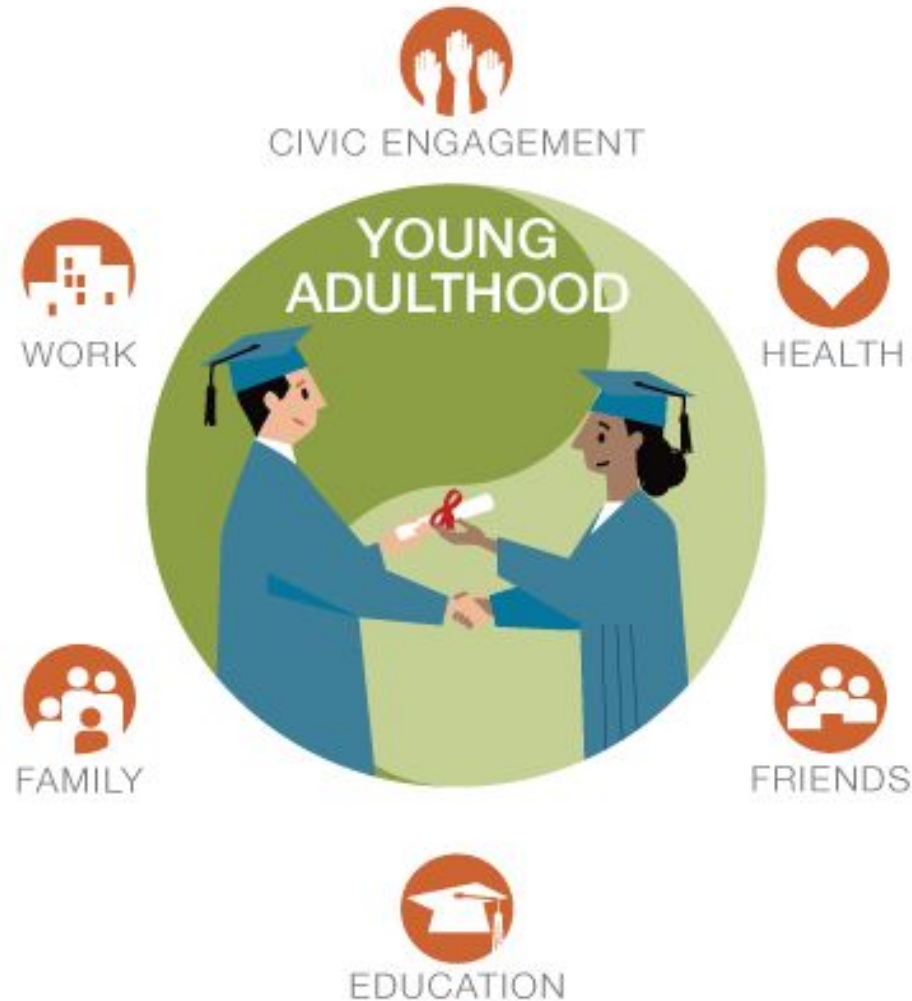 CIVIC ENGAGEMENT
YOUNG
ADULTHOOD
WORK
HEALTH
FAMILY
FRIENDS
EDUCATION